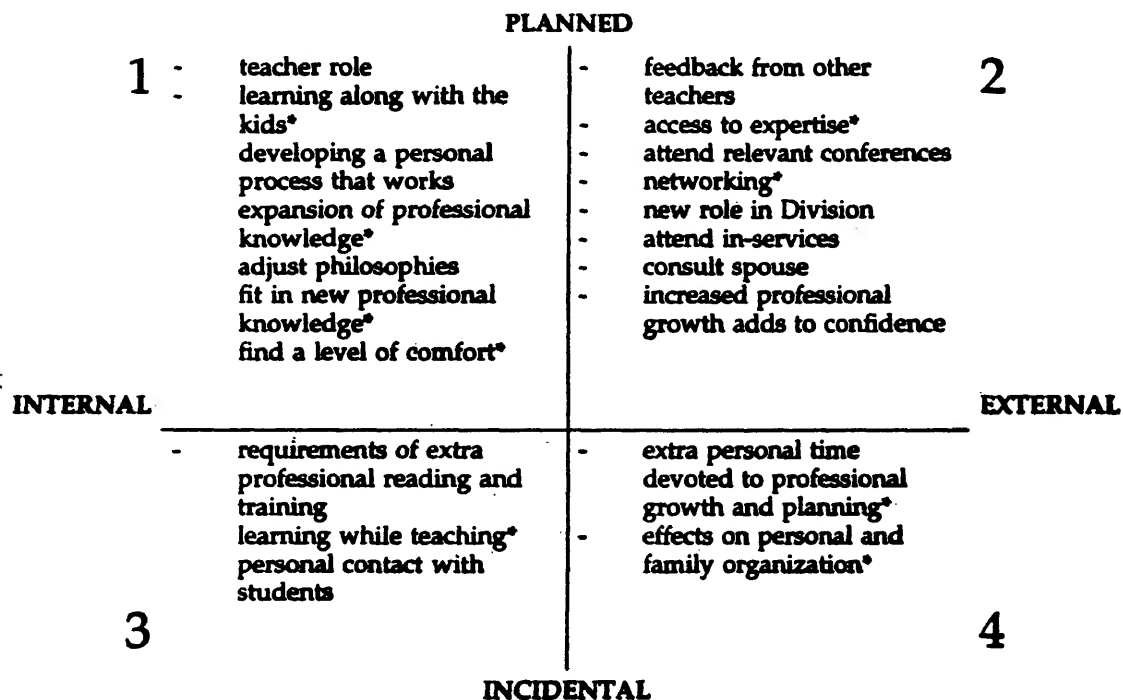 PLANNED
1
- teacher role
- learning along with the
kids*
developing a personal
process that works
expansion of professional
knowledge*
adjust philosophies
fit in new professional
knowledge*
find a level of comfort*
2
- feedback from other
teachers
- access to expertise*
- attend relevant conferences
- networking*
- new role in Division
- attend in-services
- consult spouse
- increased professional
growth adds to confidence
INTERNAL
EXTERNAL
- requirements of extra
professional reading and
training
learning while teaching*
personal contact with
students
3
- extra personal time
devoted to professional
growth and planning*
- effects on personal and
family organization*
4
INCIDENTAL